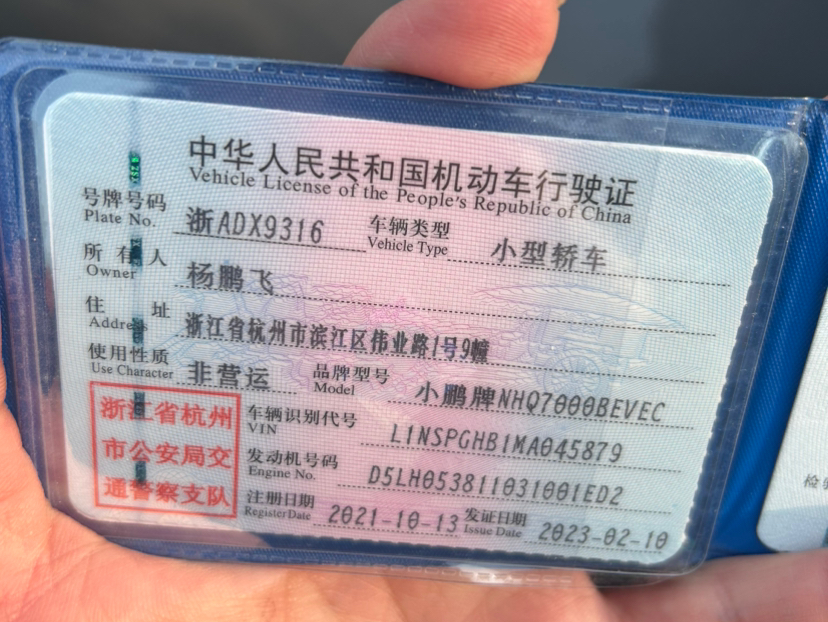 中华人民共和国机动车行驶证
Vehicle License of the People's Republic of China
号牌号码 浙ADX9316 车辆类型 小型轿车
Plate No. Vehicle Type
所有人 杨鹏飞
Owner
住址 浙江省杭州市滨江区伟业路1号9幢
Address
使用性质 非营运 品牌型号 小鹏牌NHQ7000BEVEC
Use Character Model
浙江省杭州
市公安局交
通警察支队
车辆识别代号 L1NSPGHB1MA045879
VIN
发动机号码 D5LH053811031001ED2
Engine No.
注册日期 2021-10-13 发证日期 2023-02-10
Register Date Issue Date
检验